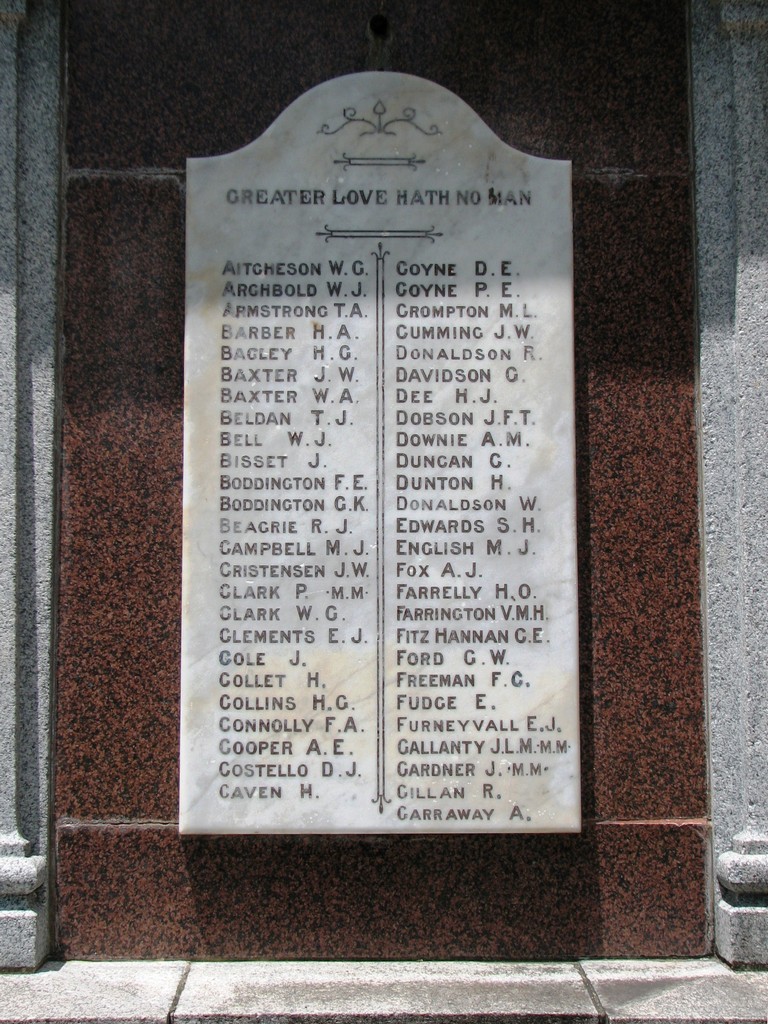 GREATER LOVE HATH NO MAN
AITCHESON W. G.
ARCHBOLD W. J.
ARMSTRONG T. A.
BARBER H. A.
BAGLEY H. G.
BAXTER J. W.
BAXTER W. A.
BELDAN T. J.
BELL W. J.
BISSET J.
BODDINGTON F. E.
BODDINGTON G. K.
BEAGRIE R. J.
CAMPBELL M. J.
CRISTENSEN J. W.
CLARK P. ·M.M·
CLARK W. G.
CLEMENTS E. J.
COLE J.
COLLET H.
COLLINS H. G.
CONNOLLY F. A.
COOPER A. E.
COSTELLO D. J.
CAVEN H.
COYNE D. E.
COYNE P. E.
CROMPTON M. L.
CUMMING J. W.
DONALDSON R.
DAVIDSON G.
DEE H. J.
DOBSON J. F. T.
DOWNIE A. M.
DUNCAN G.
DUNTON H.
DONALDSON W.
EDWARDS S. H.
ENGLISH M. J.
FOX A. J.
FARRELLY H. O.
FARRINGTON V. M. H.
FITZ HANNAN G. E.
FORD G. W.
FREEMAN F. G.
FUDGE E.
FURNEYVALL E. J.
GALLANTY J. L. M. ·M.M·
GARDNER J. ·M.M·
GILLAN R.
GARRAWAY A.